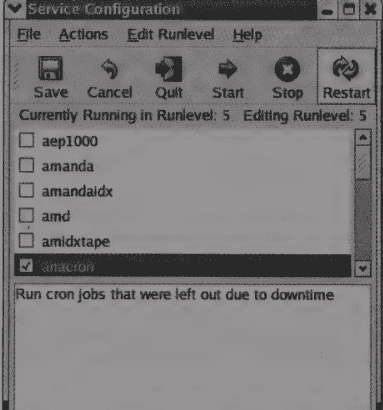 Service Configuration
File Actions Edit Runlevel Help
Save Cancel Quit Start Stop Restart
Currently Running in Runlevel: 5 Editing Runlevel: 5
aep1000
amanda
amandaidx
amd
amidxtape
anacron
Run cron jobs that were left out due to downtime